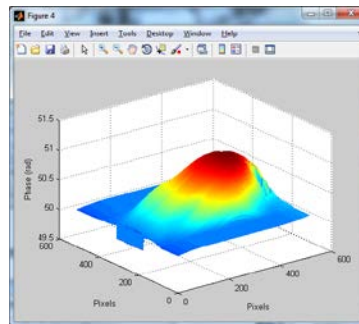 Figure 4
File Edit View Insert Tools Desktop Window Help
51.5
51
50.5
50
49.5
Phase (rad)
600
400
200
0
Pixels
0
200
400
600
Pixels